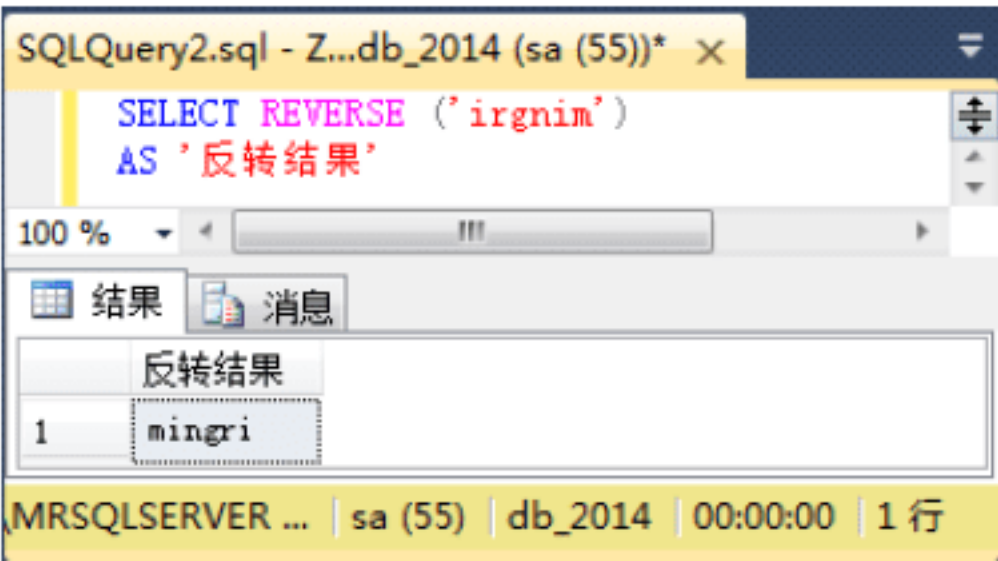 SQLQuery2.sql - Z...db_2014 (sa (55))*
SELECT REVERSE ('irgnim')
AS '反转结果'
100 %
结果 消息
反转结果
1 mingri
\MRSQLSERVER ... sa (55) db_2014 00:00:00 1 行